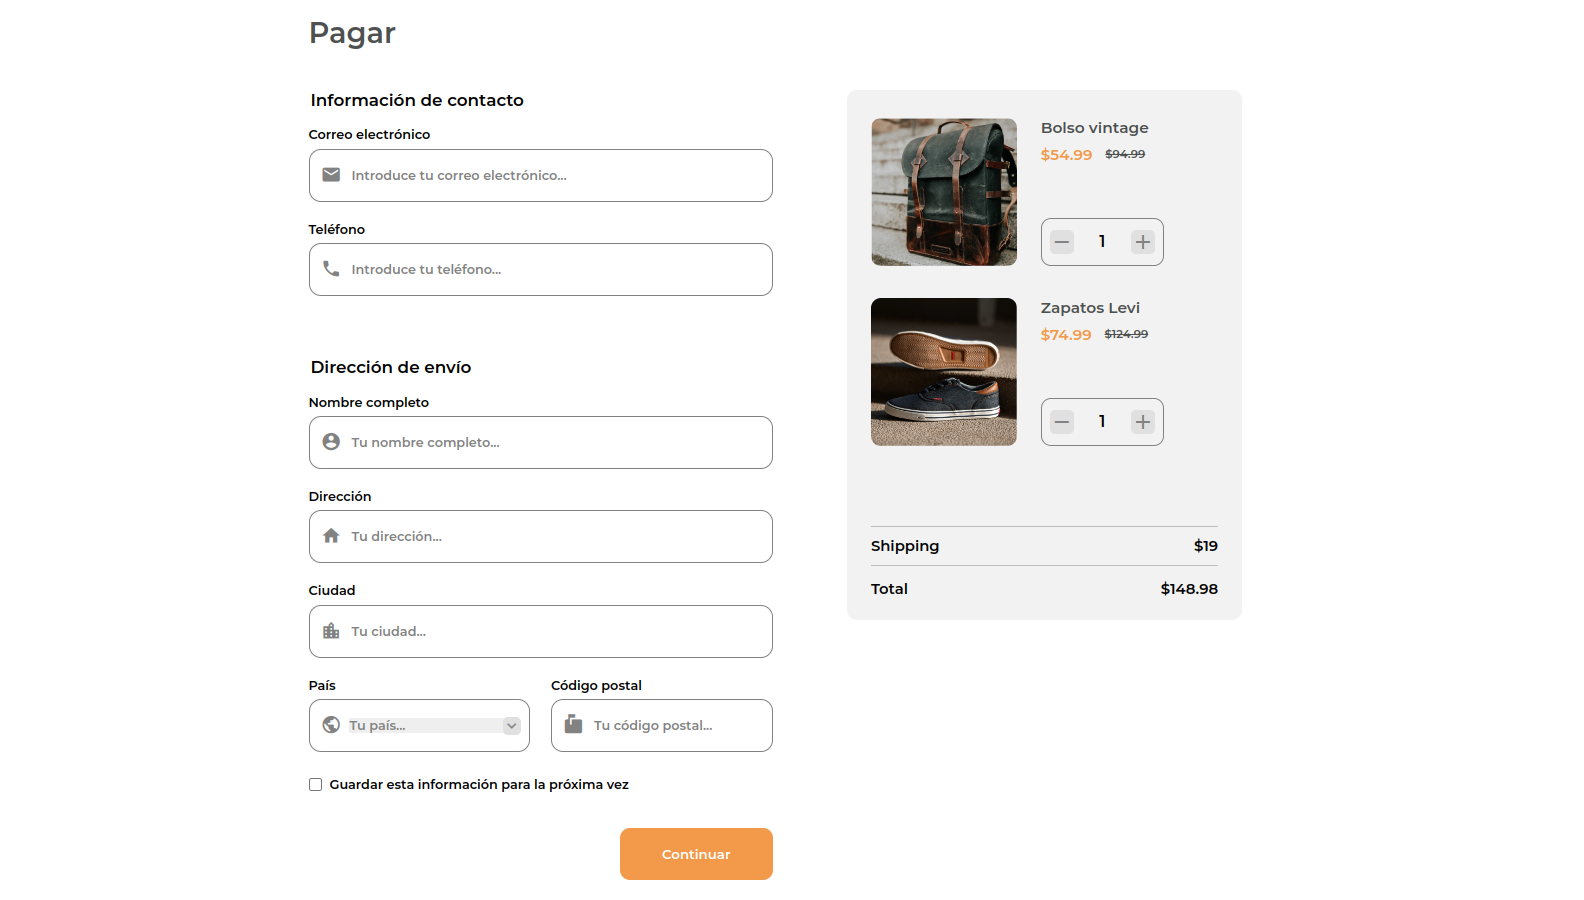 Pagar
Información de contacto
Correo electrónico
Introduce tu correo electrónico...
Teléfono
Introduce tu teléfono...
Dirección de envío
Nombre completo
Tu nombre completo...
Dirección
Tu dirección...
Ciudad
Tu ciudad...
País
Código postal
Tu país...
Tu código postal...
Guardar esta información para la próxima vez
Continuar
Bolso vintage
$54.99 $94.99
1
Zapatos Levi
$74.99 $124.99
1
Shipping $19
Total $148.98